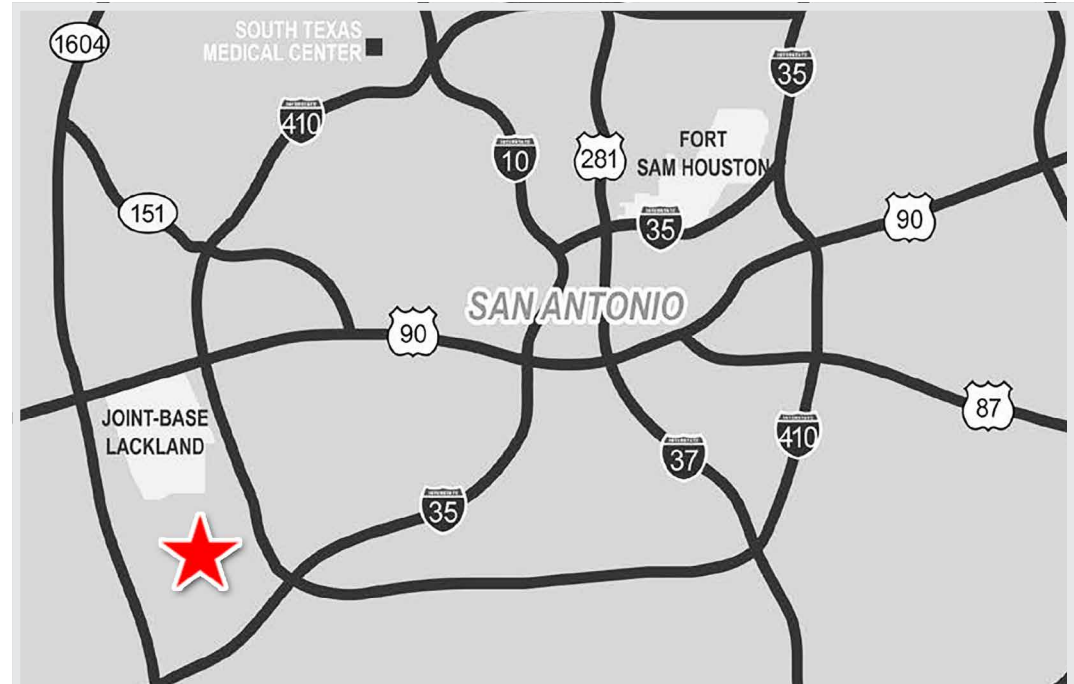 SOUTH TEXAS
MEDICAL CENTER
1604
35
410
FORT
SAM HOUSTON
10
281
151
90
35
SAN ANTONIO
90
JOINT-BASE
LACKLAND
87
410
37
35